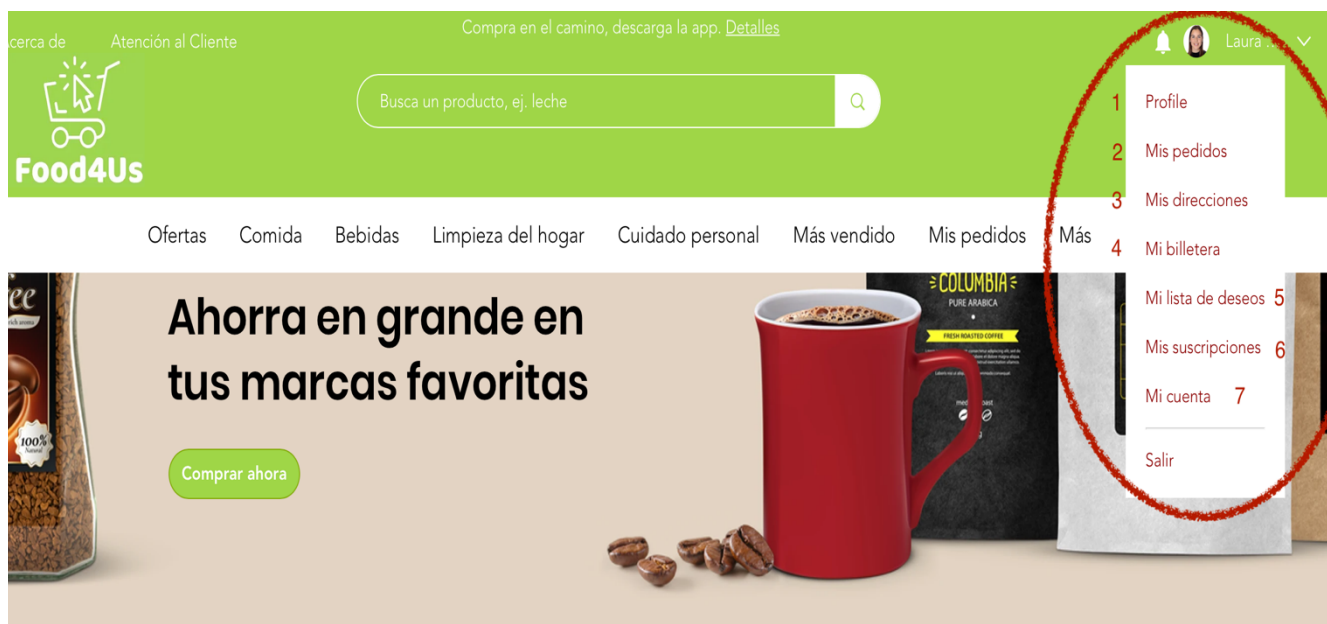 Compra en el camino, descarga la app. Detalles
Acerca de Atención al Cliente
Laura ...
Busca un producto, ej. leche
Food4Us
1 Profile
2 Mis pedidos
3 Mis direcciones
4 Mi billetera
Mi lista de deseos 5
Mis suscripciones 6
Mi cuenta 7
Salir
Ofertas Comida Bebidas Limpieza del hogar Cuidado personal Más vendido Mis pedidos Más
Ahorra en grande en
tus marcas favoritas
Comprar ahora
COLUMBIA
PURE ARABICA
FRESH ROASTED COFFEE
100%
Natural